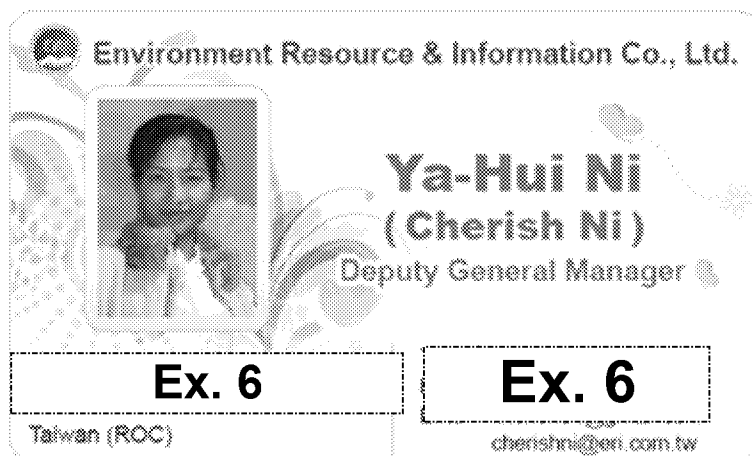 Environment Resource & Information Co., Ltd.
Ya-Hui Ni
(Cherish Ni)
Deputy General Manager
Ex. 6
Ex. 6
Taiwan (ROC)
cherishni@eri.com.tw